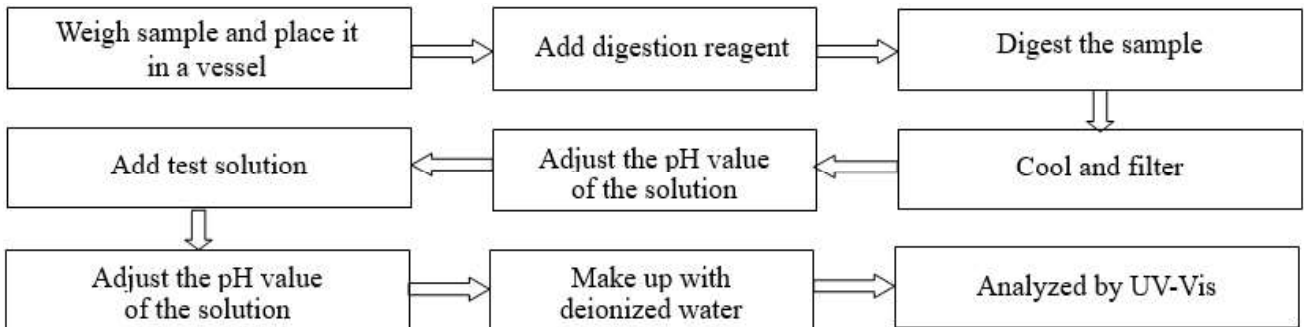 Weigh sample and place it
in a vessel
Add digestion reagent
Digest the sample
Cool and filter
Adjust the pH value
of the solution
Add test solution
Adjust the pH value
of the solution
Make up with
deionized water
Analyzed by UV-Vis